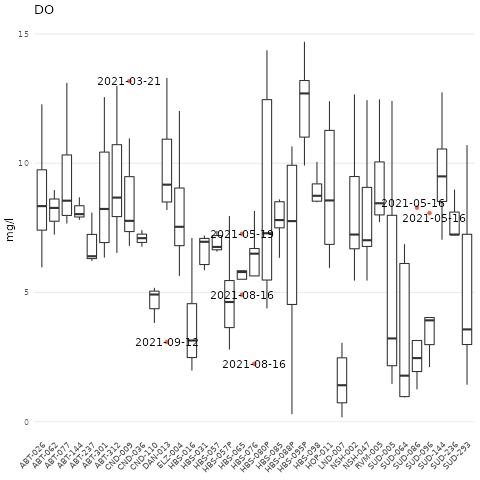 DO
15
10
5
0
mg/l
2021-03-21
2021-05-16
2021-05-16
2021-05-19
2021-08-16
2021-09-12
2021-08-16
ABT-026
ABT-062
ABT-077
ABT-144
ABT-237
ABT-301
ABT-312
CND-009
CND-036
CND-110
DAN-013
ELZ-004
HBS-016
HBS-031
HBS-057
HBS-057P
HBS-065
HBS-076
HBS-080P
HBS-085
HBS-088P
HBS-095P
HBS-098
HOP-011
LND-007
NSH-002
NSH-047
RVM-005
SUD-005
SUD-064
SUD-086
SUD-096
SUD-144
SUD-236
SUD-293